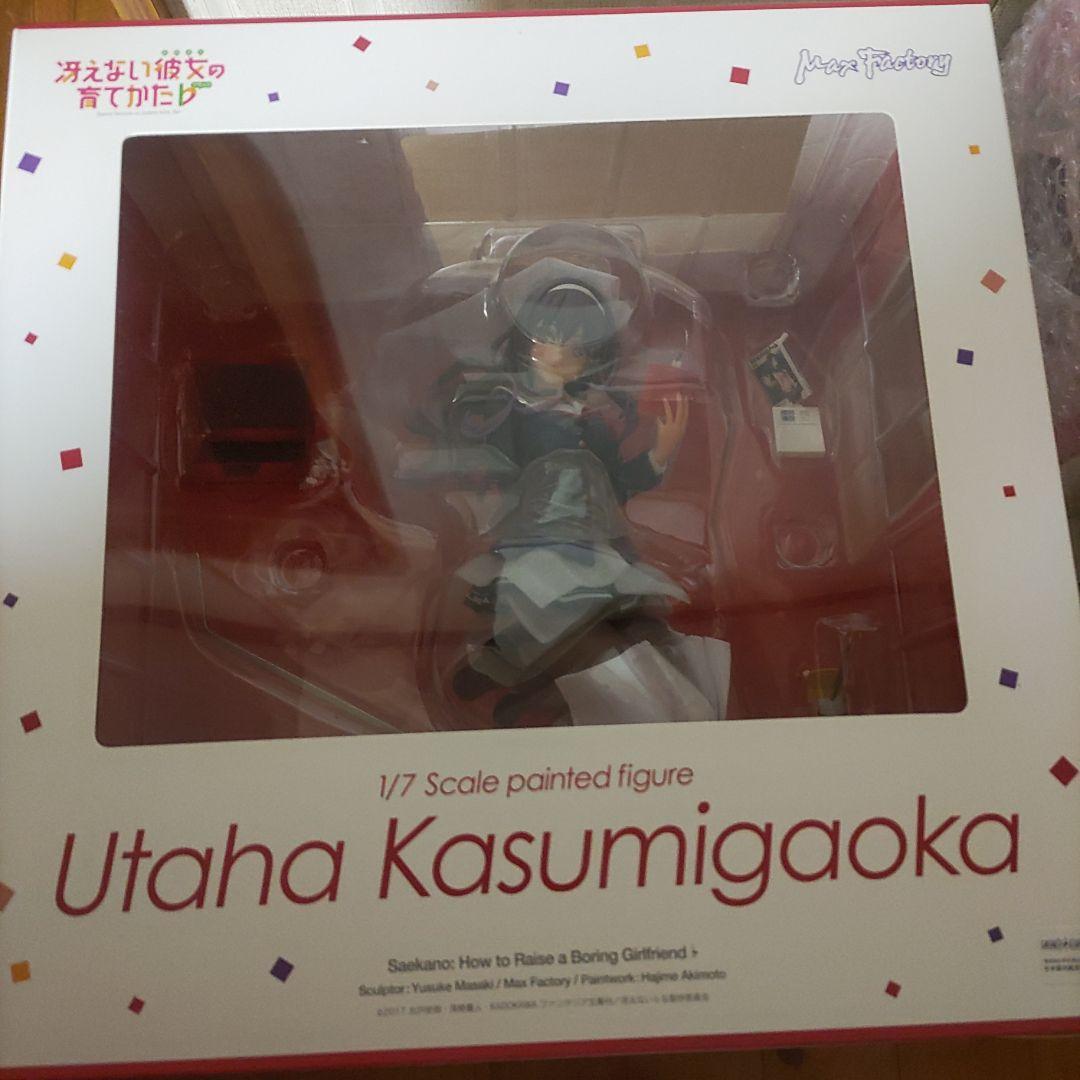 冴えない彼女の
育てかた♭
Max Factory
1/7 Scale painted figure
Utaha Kasumigaoka
Saekano: How to Raise a Boring Girlfriend ♭
Sculptor: Yusuke Masaki / Max Factory / Paintwork: Hajime Akimoto